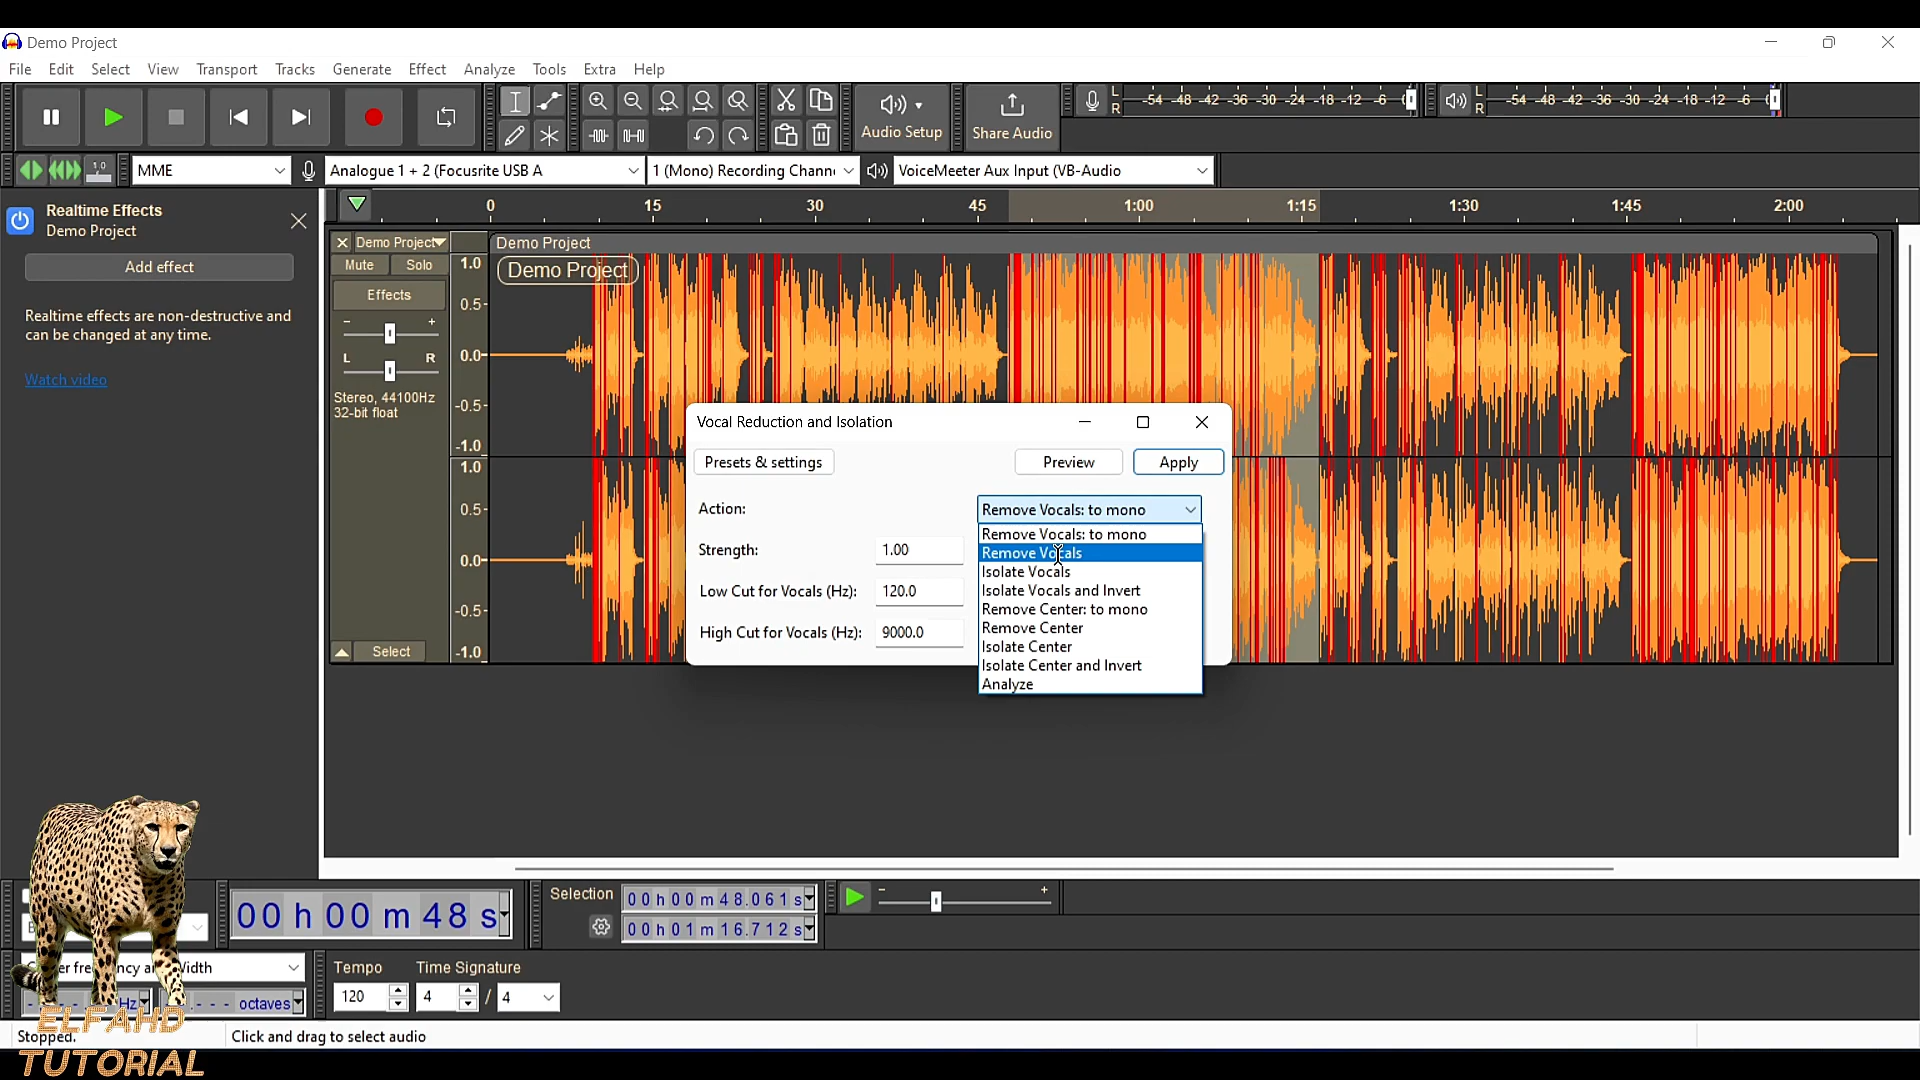 Demo Project
File Edit Select View Transport Tracks Generate Effect Analyze Tools Extra Help
Audio Setup
Share Audio
L
R
-54 -48 -42 -36 -30 -24 -18 -12 -6 0
L
R
-54 -48 -42 -36 -30 -24 -18 -12 -6 0
1.0
MME
Analogue 1 + 2 (Focusrite USB A
1 (Mono) Recording Chann
VoiceMeeter Aux Input (VB-Audio
Realtime Effects
Demo Project
Add effect
Realtime effects are non-destructive and
can be changed at any time.
Watch video
0 15 30 45 1:00 1:15 1:30 1:45 2:00
Demo Project
Mute Solo
Effects
- +
L R
Stereo, 44100Hz
32-bit float
Select
1.0
0.5-
0.0-
-0.5-
-1.0
1.0
0.5-
0.0-
-0.5-
-1.0
Demo Project
Demo Project
Vocal Reduction and Isolation
Presets & settings
Preview
Apply
Action:
Remove Vocals: to mono
Strength:
1.00
Low Cut for Vocals (Hz):
120.0
High Cut for Vocals (Hz):
9000.0
Remove Vocals: to mono
Remove Vocals
Isolate Vocals
Isolate Vocals and Invert
Remove Center: to mono
Remove Center
Isolate Center
Isolate Center and Invert
Analyze
00 h 00 m 48 s
Selection
00 h 00 m 48.061 s
00 h 01 m 16.712 s
- +
Tempo
120
Time Signature
4 / 4
Hz
octaves
Stopped.
Click and drag to select audio
ELFAHD
TUTORIAL